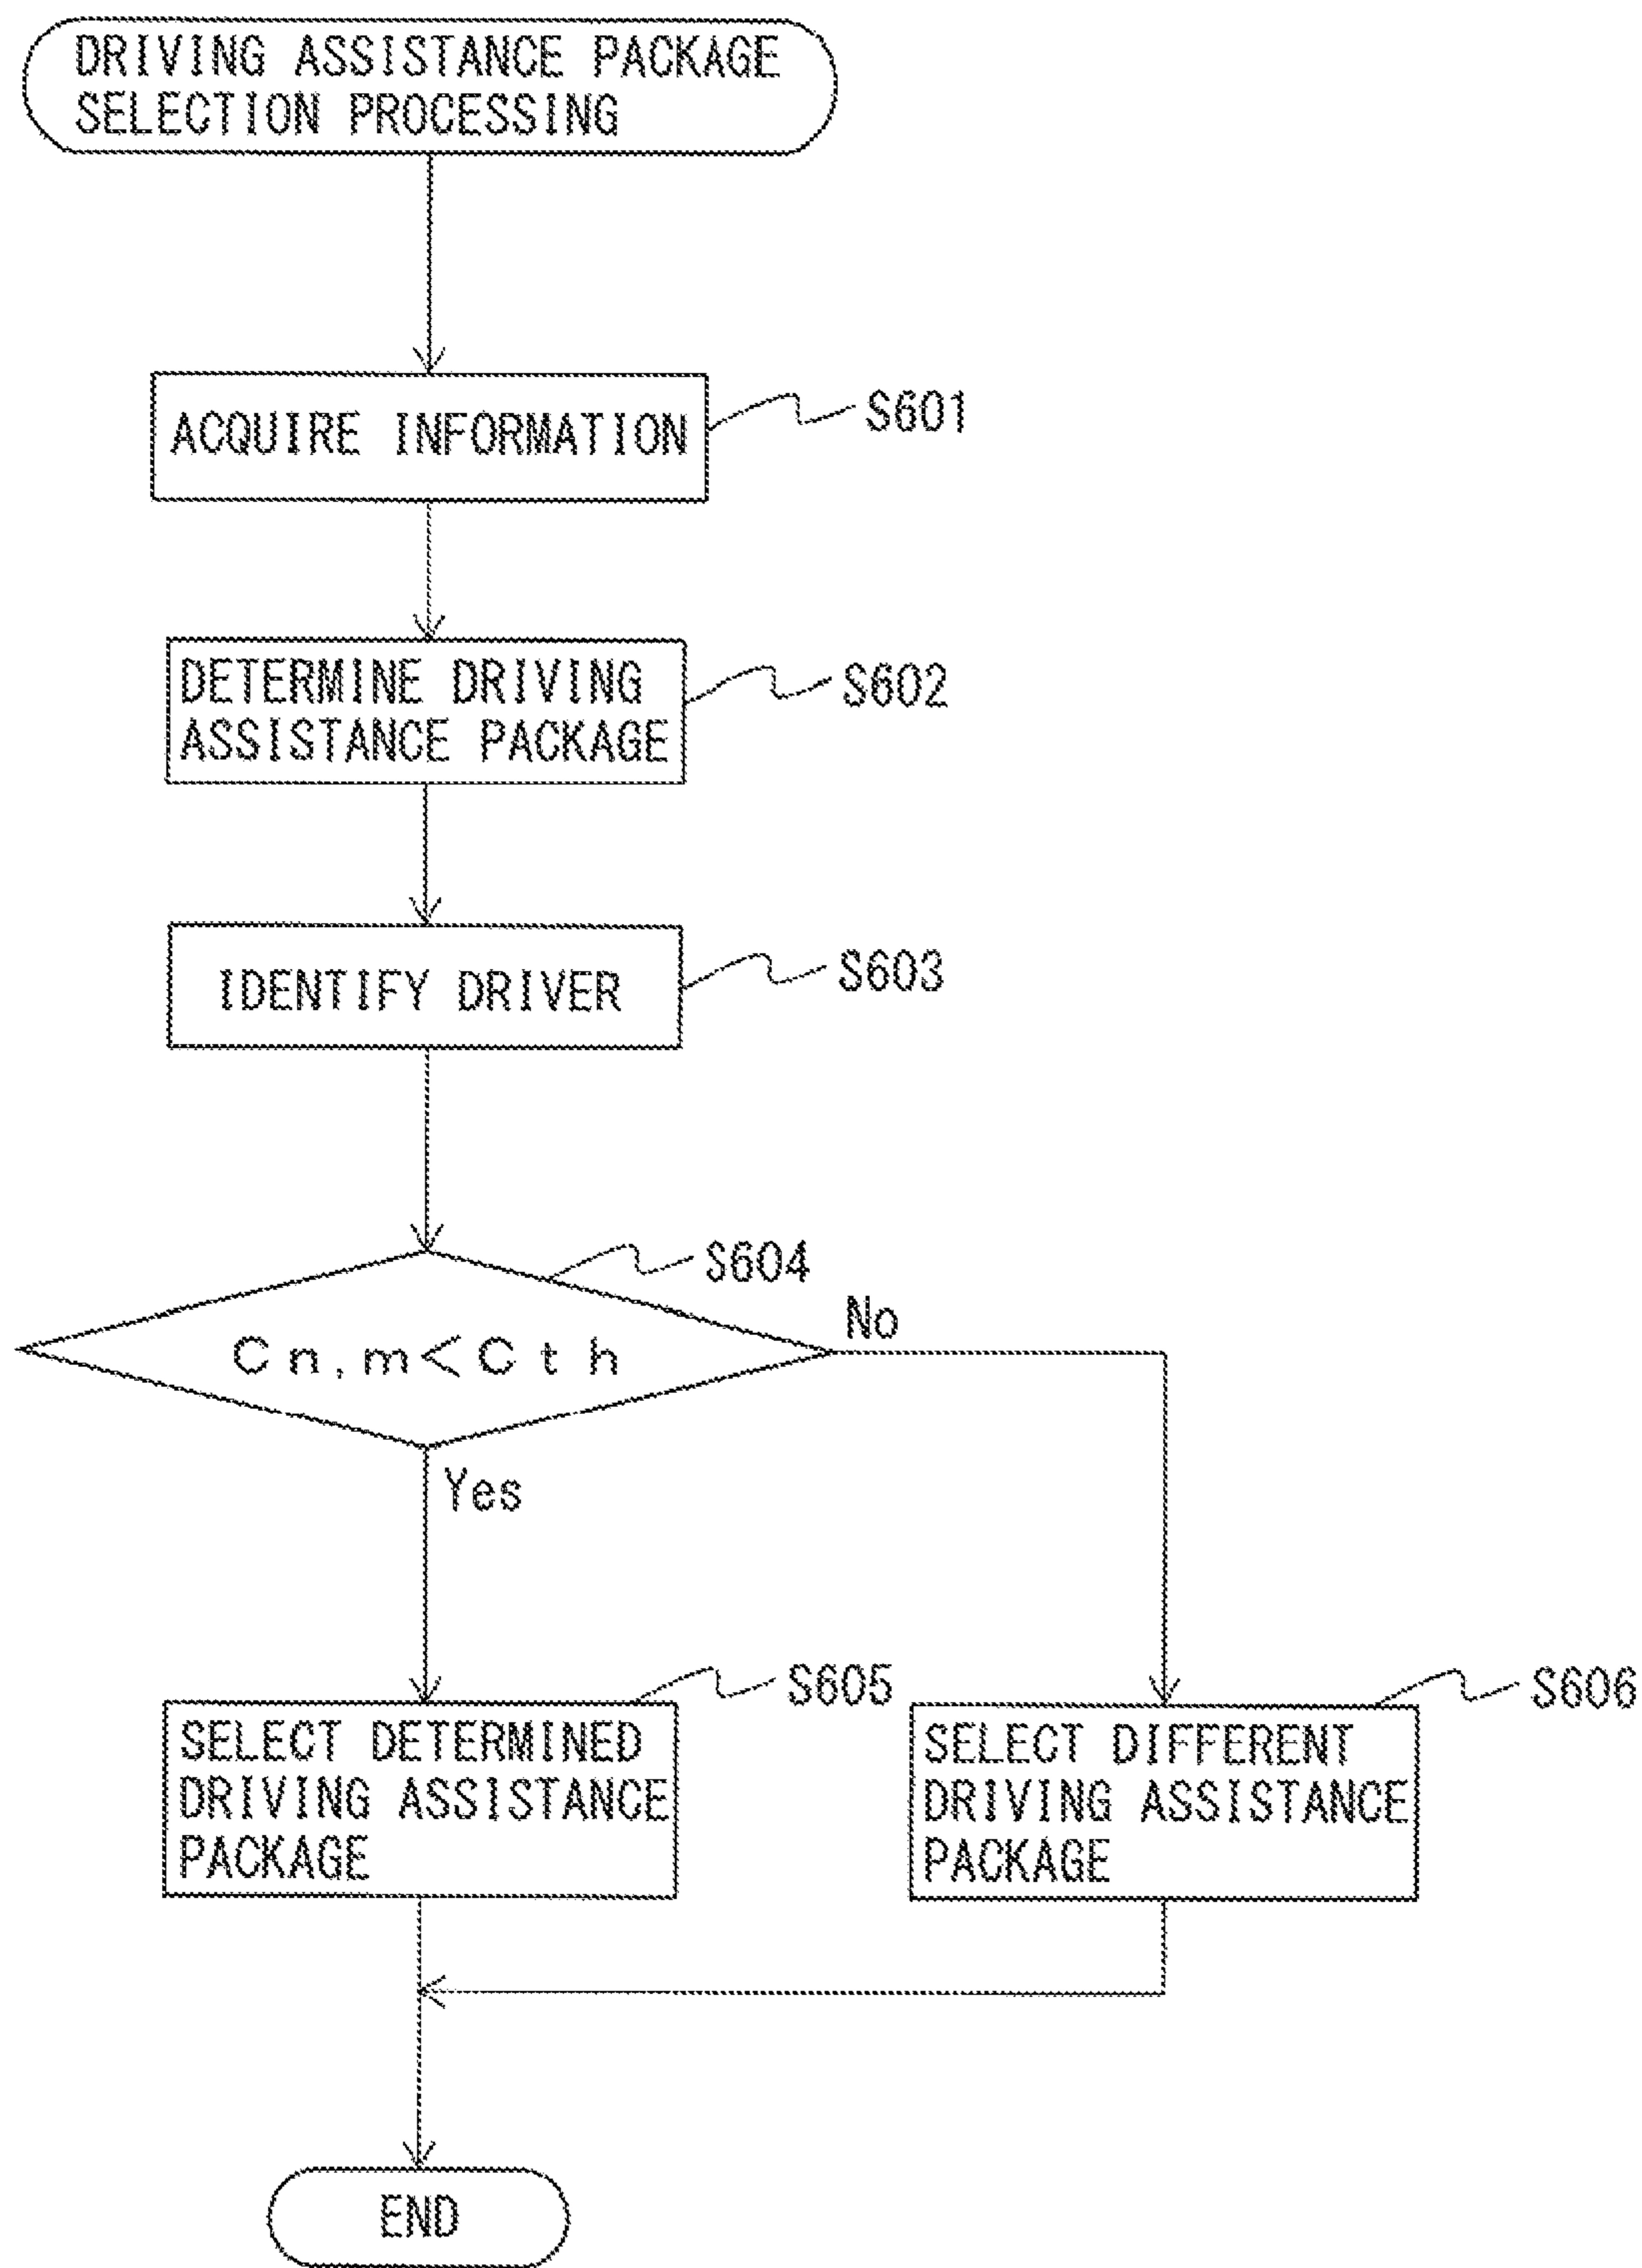 DRIVING ASSISTANCE PACKAGE
SELECTION PROCESSING
ACQUIRE INFORMATION
S601
DETERMINE DRIVING
ASSISTANCE PACKAGE
S602
IDENTIFY DRIVER
S603
S604
Cn,m<Cth
No
Yes
S605
SELECT DETERMINED
DRIVING ASSISTANCE
PACKAGE
S606
SELECT DIFFERENT
DRIVING ASSISTANCE
PACKAGE
END